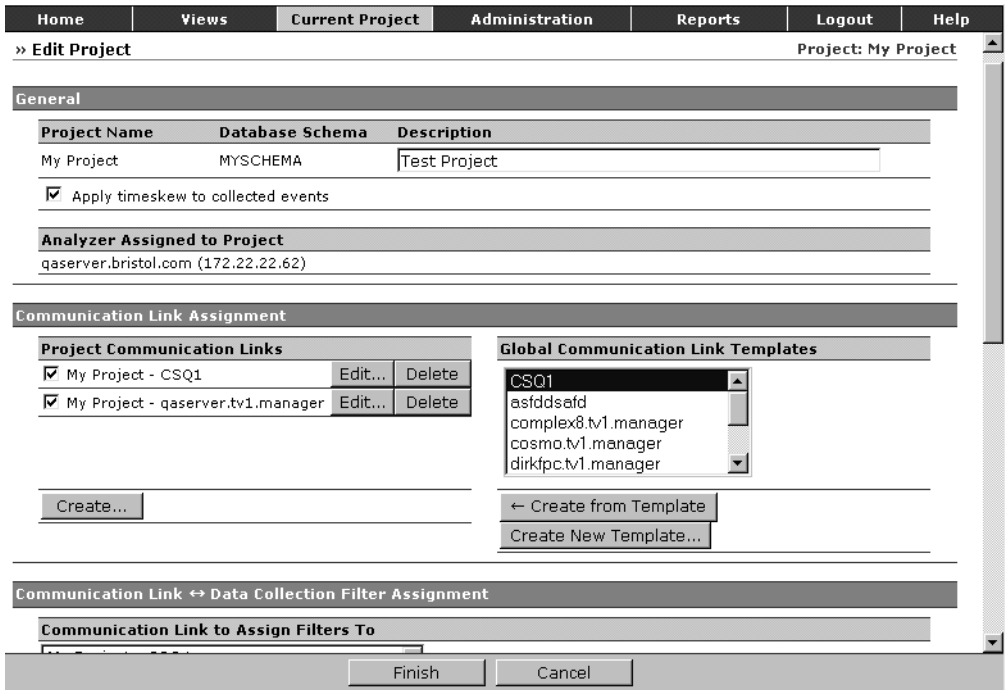 Home Views Current Project Administration Reports Logout Help
» Edit Project Project: My Project
General
Project Name Database Schema Description
My Project MYSCHEMA Test Project
Apply timeskew to collected events
Analyzer Assigned to Project
qaserver.bristol.com (172.22.22.62)
Communication Link Assignment
Project Communication Links
My Project - CSQ1 Edit... Delete
My Project - qaserver.tv1.manager Edit... Delete
Create...
Global Communication Link Templates
CSQ1
asfddsafd
complex8.tv1.manager
cosmo.tv1.manager
dirkfpc.tv1.manager
← Create from Template
Create New Template...
Communication Link ↔ Data Collection Filter Assignment
Communication Link to Assign Filters To
Finish Cancel